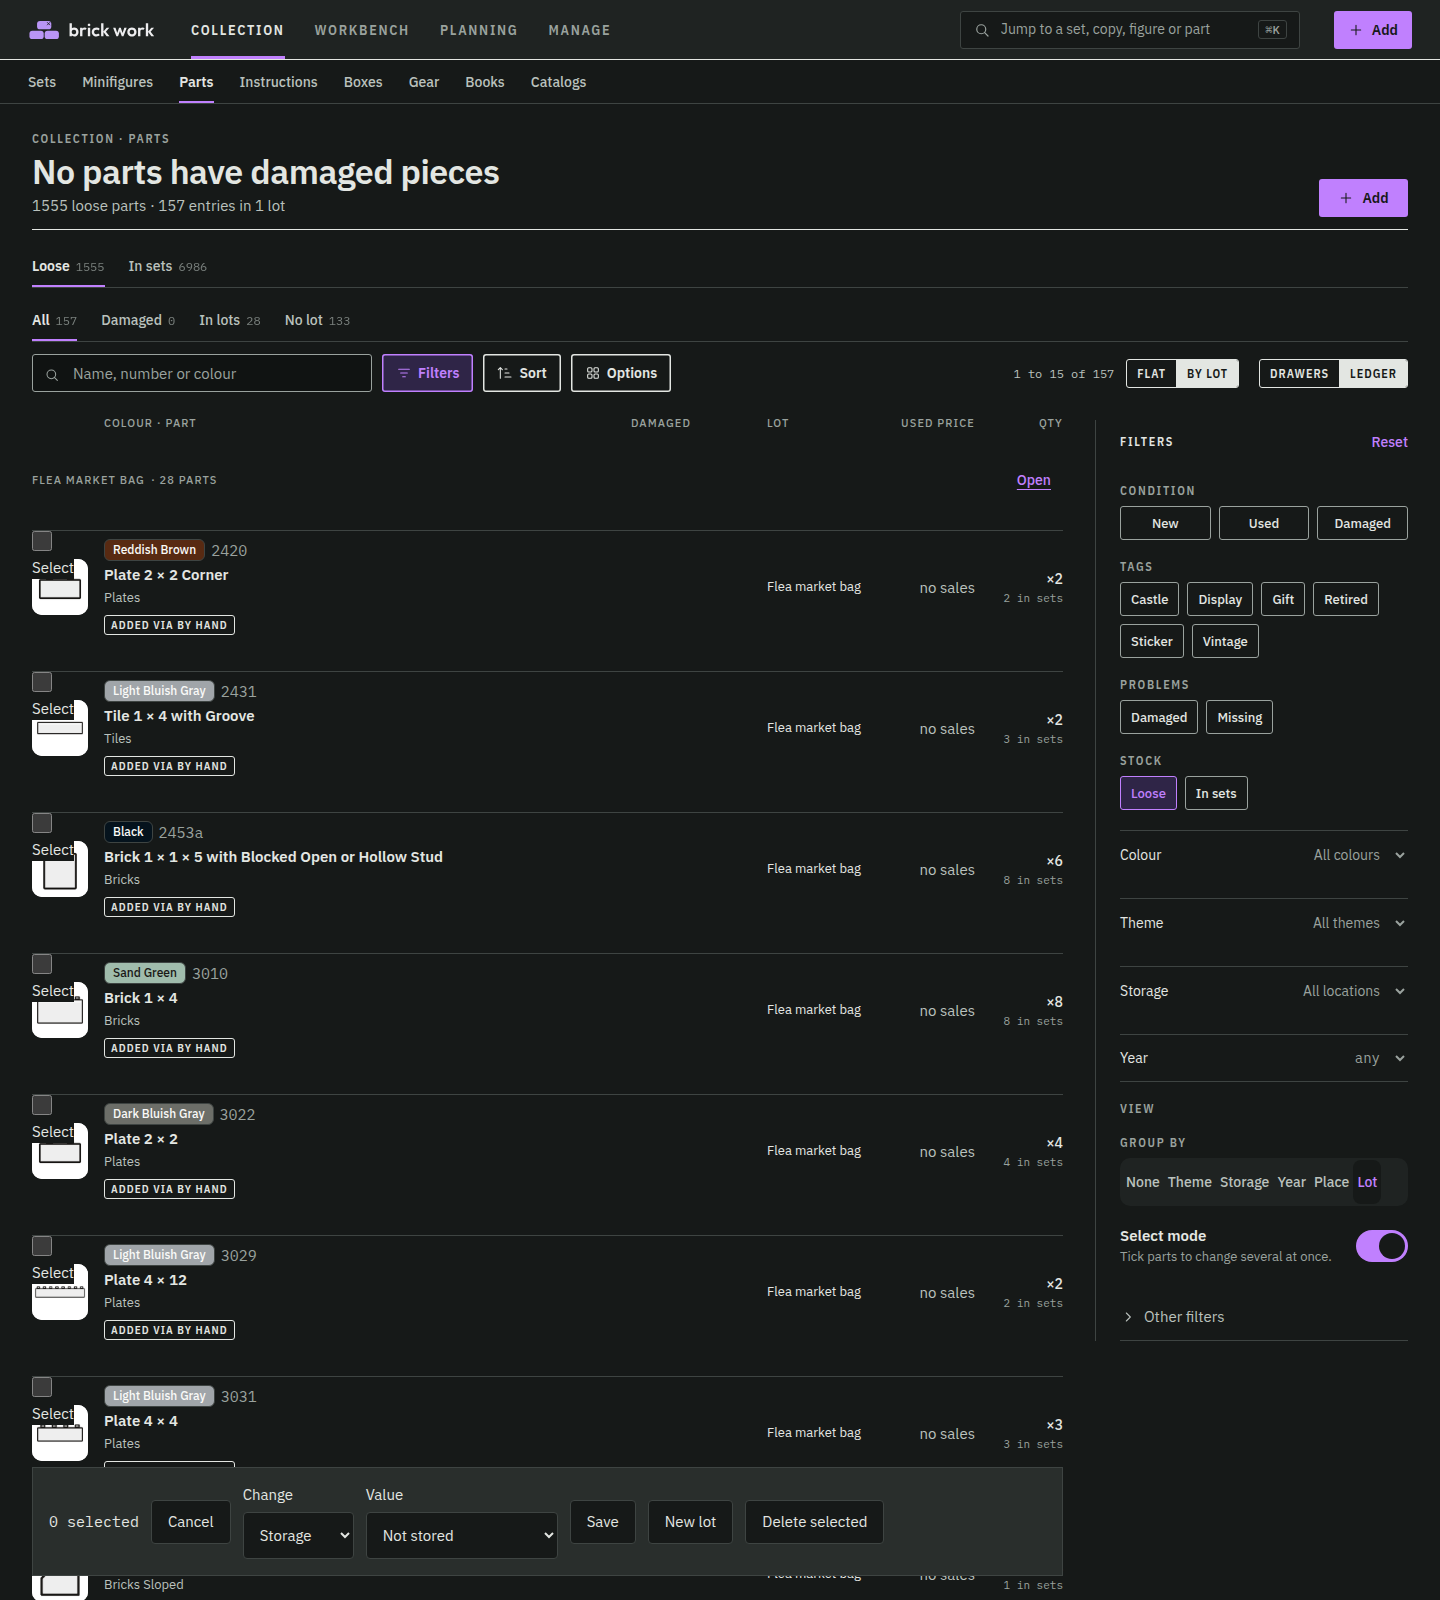 brick work
COLLECTION WORKBENCH PLANNING MANAGE
Jump to a set, copy, figure or part ⌘K
+ Add
Sets Minifigures Parts Instructions Boxes Gear Books Catalogs
COLLECTION · PARTS
No parts have damaged pieces
1555 loose parts · 157 entries in 1 lot
+ Add
Loose 1555 In sets 6986
All 157 Damaged 0 In lots 28 No lot 133
Name, number or colour Filters Sort Options
1 to 15 of 157 FLAT BY LOT DRAWERS LEDGER
COLOUR · PART DAMAGED LOT USED PRICE QTY
FLEA MARKET BAG · 28 PARTS Open
Select
Reddish Brown 2420
Plate 2 × 2 Corner
Plates
ADDED VIA BY HAND
Flea market bag no sales ×2
2 in sets
Select
Light Bluish Gray 2431
Tile 1 × 4 with Groove
Tiles
ADDED VIA BY HAND
Flea market bag no sales ×2
3 in sets
Select
Black 2453a
Brick 1 × 1 × 5 with Blocked Open or Hollow Stud
Bricks
ADDED VIA BY HAND
Flea market bag no sales ×6
8 in sets
Select
Sand Green 3010
Brick 1 × 4
Bricks
ADDED VIA BY HAND
Flea market bag no sales ×8
8 in sets
Select
Dark Bluish Gray 3022
Plate 2 × 2
Plates
ADDED VIA BY HAND
Flea market bag no sales ×4
4 in sets
Select
Light Bluish Gray 3029
Plate 4 × 12
Plates
ADDED VIA BY HAND
Flea market bag no sales ×2
2 in sets
Select
Light Bluish Gray 3031
Plate 4 × 4
Plates
Flea market bag no sales ×3
3 in sets
0 selected Cancel
Change
Storage
Value
Not stored
Save New lot Delete selected
Bricks Sloped
1 in sets
FILTERS Reset
CONDITION
New Used Damaged
TAGS
Castle Display Gift Retired
Sticker Vintage
PROBLEMS
Damaged Missing
STOCK
Loose In sets
Colour All colours
Theme All themes
Storage All locations
Year any
VIEW
GROUP BY
None Theme Storage Year Place Lot
Select mode
Tick parts to change several at once.
Other filters